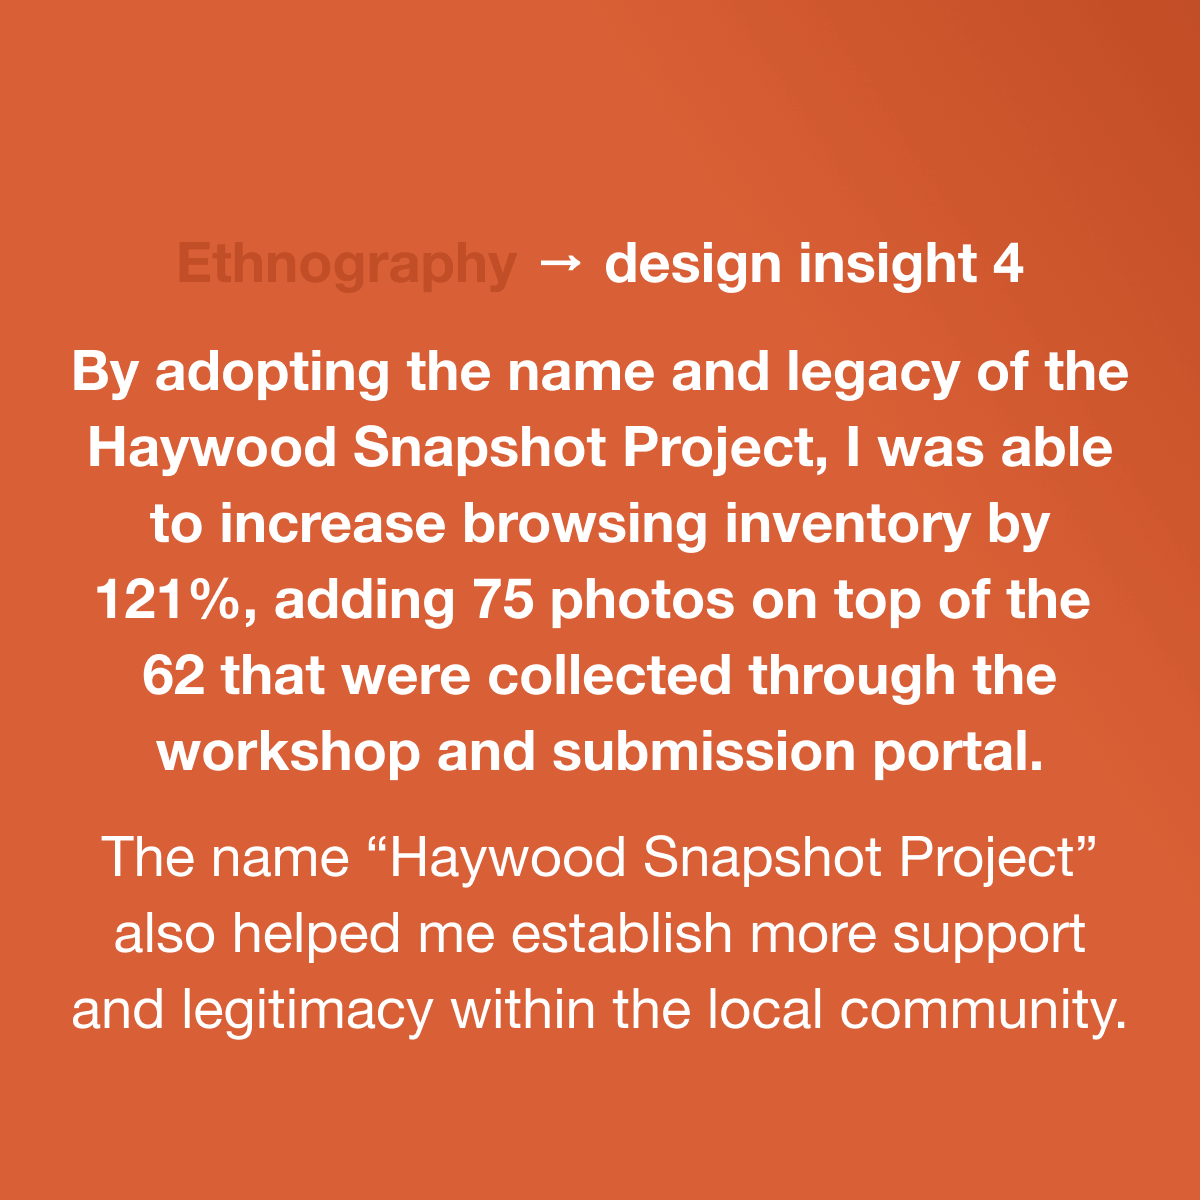 Ethnography → design insight 4
By adopting the name and legacy of the
Haywood Snapshot Project, I was able
to increase browsing inventory by
121%, adding 75 photos on top of the
62 that were collected through the
workshop and submission portal.
The name “Haywood Snapshot Project”
also helped me establish more support
and legitimacy within the local community.